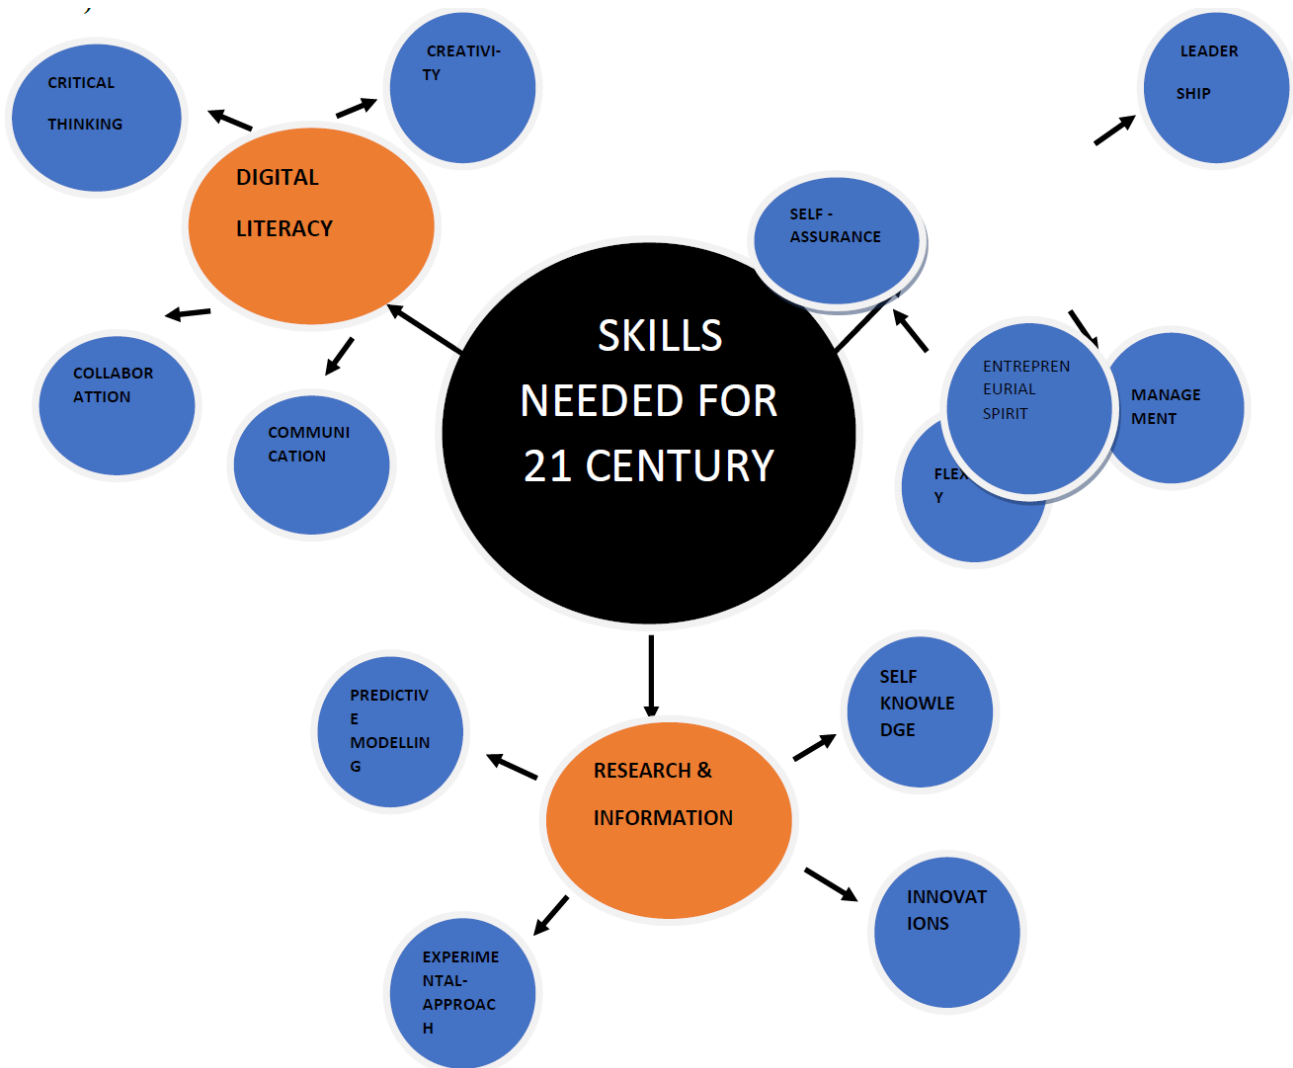 CRITICAL
THINKING
CREATIVI-
TY
LEADER
SHIP
DIGITAL
LITERACY
SELF -
ASSURANCE
SKILLS
NEEDED FOR
21 CENTURY
COLLABOR
ATTION
COMMUNI
CATION
ENTREPREN
EURIAL
SPIRIT
MANAGE
MENT
Y
PREDICTIV
E
MODELLIN
G
RESEARCH &
INFORMATION
SELF
KNOWLE
DGE
EXPERIME
NTAL-
APPROAC
H
INNOVAT
IONS